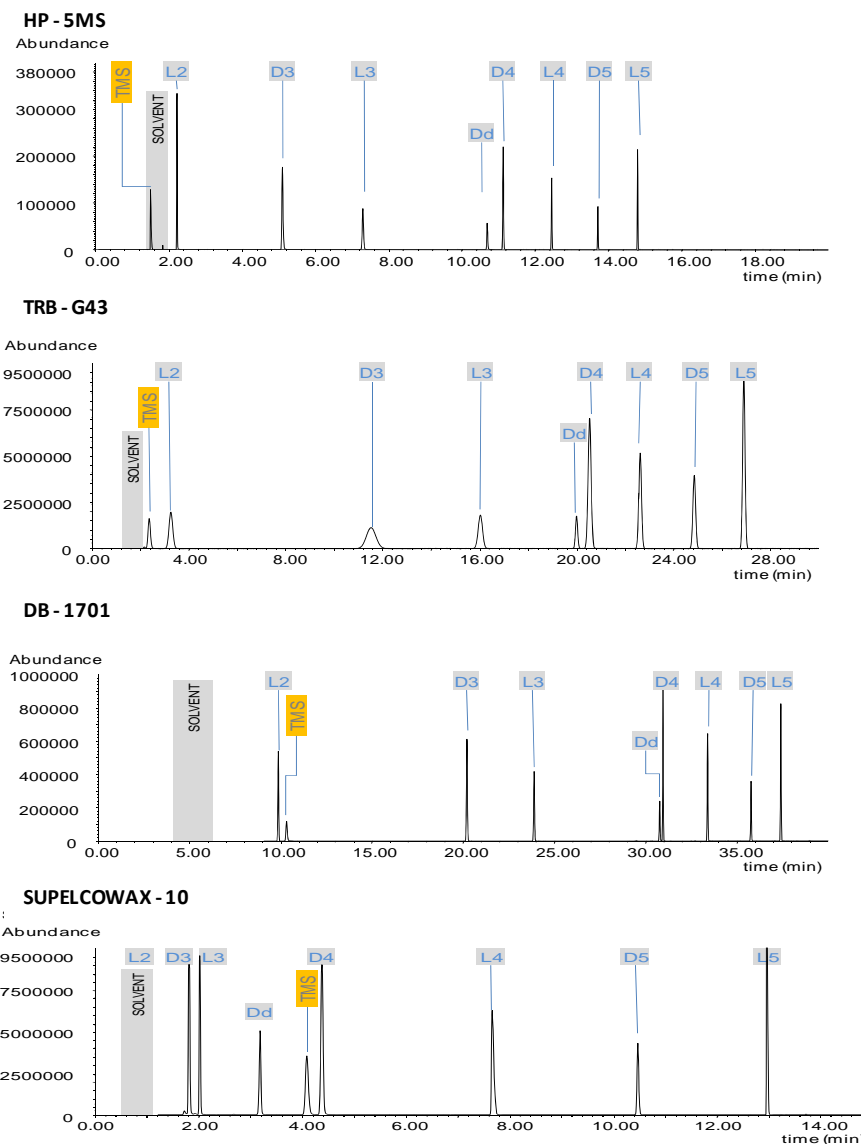 HP - 5MS
Abundance
TMS L2 D3 L3 D4 L4 D5 L5
380000
SOLVENT
300000
Dd
200000
100000
0
0.00 2.00 4.00 6.00 8.00 10.00 12.00 14.00 16.00 18.00
time (min)
TRB - G43
Abundance
9500000 L2 D3 L3 D4 L4 D5 L5
TMS
7500000
SOLVENT
Dd
5000000
2500000
0
0.00 4.00 8.00 12.00 16.00 20.00 24.00 28.00
time (min)
DB - 1701
Abundance
1000000 L2 D3 L3 D4 L4 D5 L5
SOLVENT
TMS
800000
Dd
600000
400000
200000
0
0.00 5.00 10.00 15.00 20.00 25.00 30.00 35.00
time (min)
SUPELCOWAX - 10
Abundance
9500000 L2 D3 L3 D4 L4 D5 L5
SOLVENT
TMS
7500000
Dd
5000000
2500000
0
0.00 2.00 4.00 6.00 8.00 10.00 12.00 14.00
time (min)